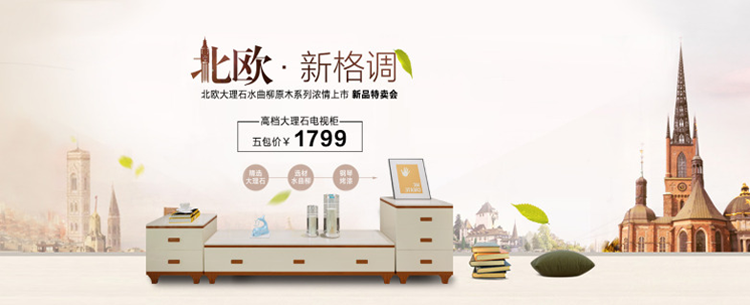 北欧·新格调
北欧大理石水曲柳原木系列浓情上市 新品特卖会
高档大理石电视柜
五包价￥1799
精选 选材 钢琴
大理石 水曲柳 烤漆